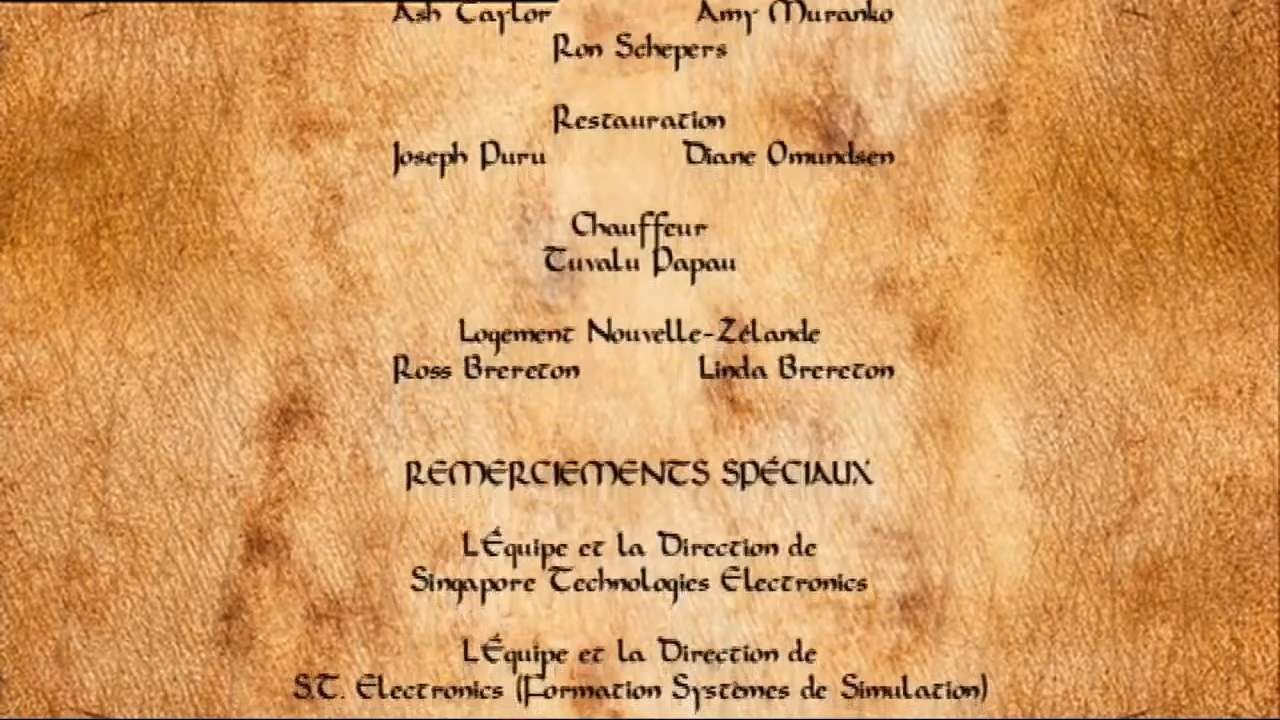 Ash Taylor Amy Muranko
Ron Schepers
Restauration
Joseph Puru Diane Omundsen
Chauffeur
Tuvalu Papau
Logement Nouvelle-Zélande
Ross Brereton Linda Brereton
REMERCIEMENTS SPÉCIAUX
L'Équipe et la Direction de
Singapore Technologies Electronics
L'Équipe et la Direction de
S.T. Electronics (Formation Systèmes de Simulation)